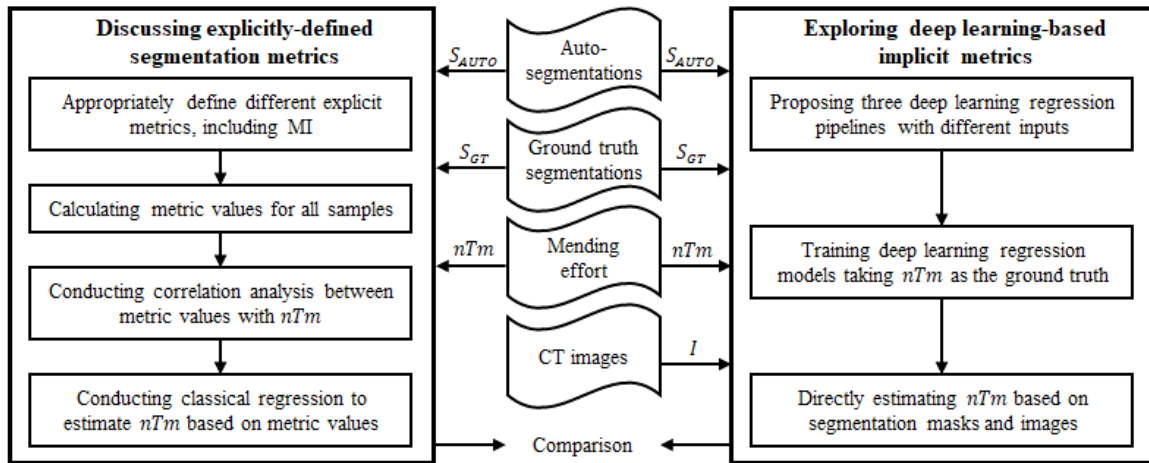 Discussing explicitly-defined
segmentation metrics
Appropriately define different explicit
metrics, including MI
Calculating metric values for all samples
Conducting correlation analysis between
metric values with nTm
Conducting classical regression to
estimate nTm based on metric values
S_AUTO
Auto-
segmentations
S_AUTO
S_GT
Ground truth
segmentations
S_GT
nTm
Mending
effort
nTm
CT images
I
Comparison
Exploring deep learning-based
implicit metrics
Proposing three deep learning regression
pipelines with different inputs
Training deep learning regression
models taking nTm as the ground truth
Directly estimating nTm based on
segmentation masks and images